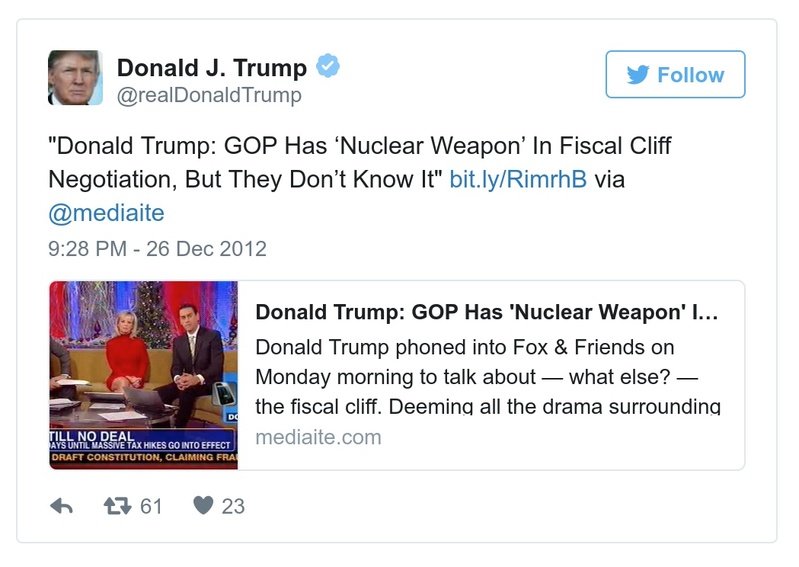 Donald J. Trump
@realDonaldTrump
Follow
"Donald Trump: GOP Has ‘Nuclear Weapon’ In Fiscal Cliff
Negotiation, But They Don’t Know It" bit.ly/RimrhB via
@mediaite
9:28 PM - 26 Dec 2012
Donald Trump: GOP Has 'Nuclear Weapon' I...
Donald Trump phoned into Fox & Friends on
Monday morning to talk about — what else? —
the fiscal cliff. Deeming all the drama surrounding
mediaite.com
TILL NO DEAL
AYS UNTIL MASSIVE TAX HIKES GO INTO EFFECT
DRAFT CONSTITUTION, CLAIMING FRA
61
23